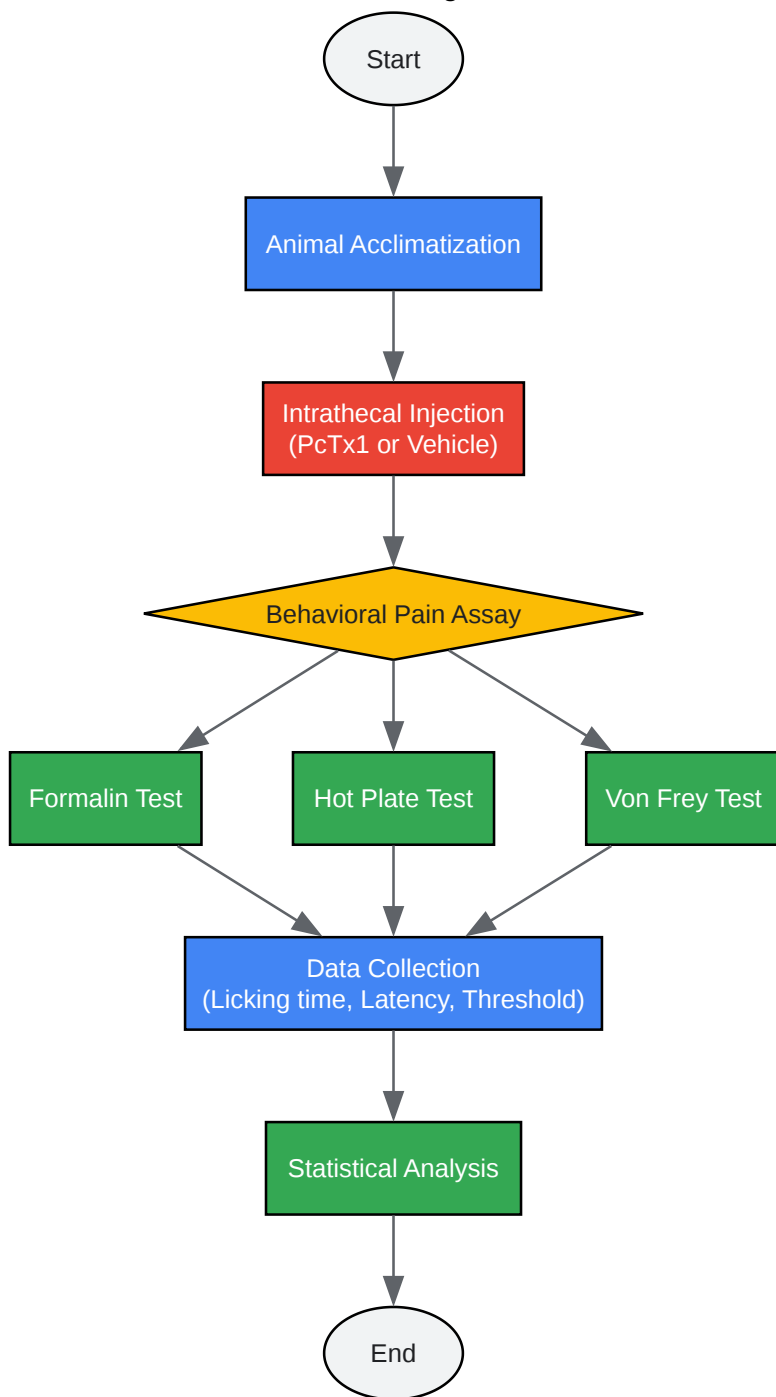 Start
Animal Acclimatization
Intrathecal Injection
(PcTx1 or Vehicle)
Behavioral Pain Assay
Formalin Test
Hot Plate Test
Von Frey Test
Data Collection
(Licking time, Latency, Threshold)
Statistical Analysis
End